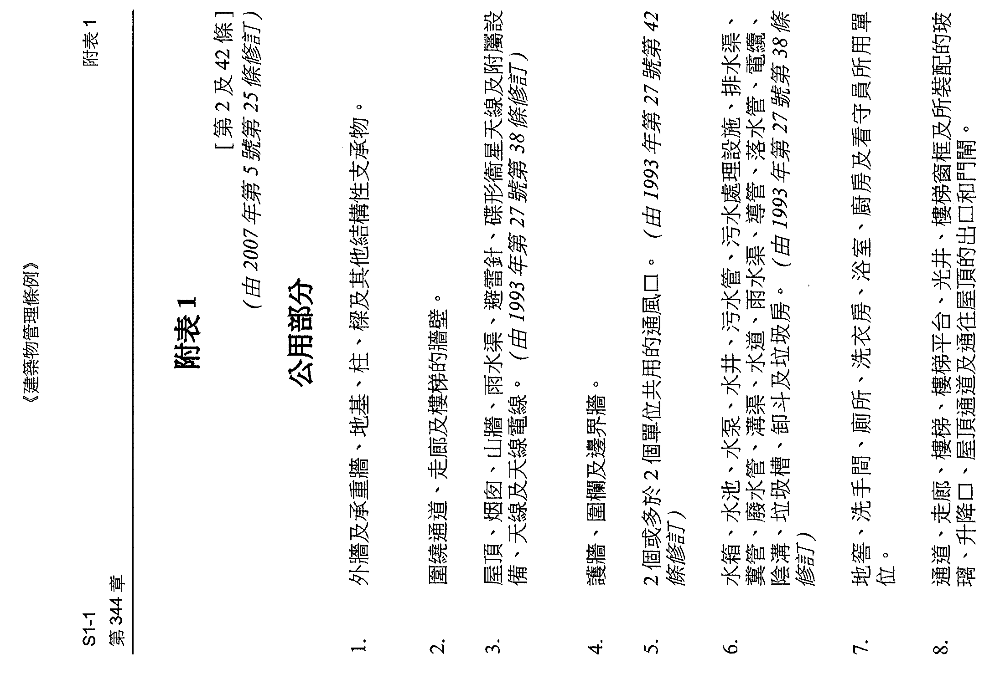 《建築物管理條例》
S1-1 附表 1
第 344 章
附表 1
[第 2 及 42 條]
(由 2007 年第 5 號第 25 條修訂)
公用部分
1. 外牆及承重牆、地基、柱、樑及其他結構性支承物。
2. 圍繞通道、走廊及樓梯的牆壁。
3. 屋頂、烟囱、山牆、雨水渠、避雷針、碟形衞星天線及附屬設
備、天線及天線電線。 (由 1993 年第 27 號第 38 條修訂)
4. 護牆、圍欄及邊界牆。
5. 2 個或多於 2 個單位共用的通風口。 (由 1993 年第 27 號第 42
條修訂)
6. 水箱、水池、水泵、水井、污水管、污水處理設施、排水渠、
糞管、廢水管、溝渠、水道、雨水渠、導管、落水管、電纜、
陰溝、垃圾槽、卸斗及垃圾房。 (由 1993 年第 27 號第 38 條
修訂)
7. 地窖、洗手間、廁所、洗衣房、浴室、廚房及看守員所用單
位。
8. 通道、走廊、樓梯、樓梯平台、光井、樓梯窗框及所裝配的玻
璃、升降口、屋頂通道及通往屋頂的出口和門閘。